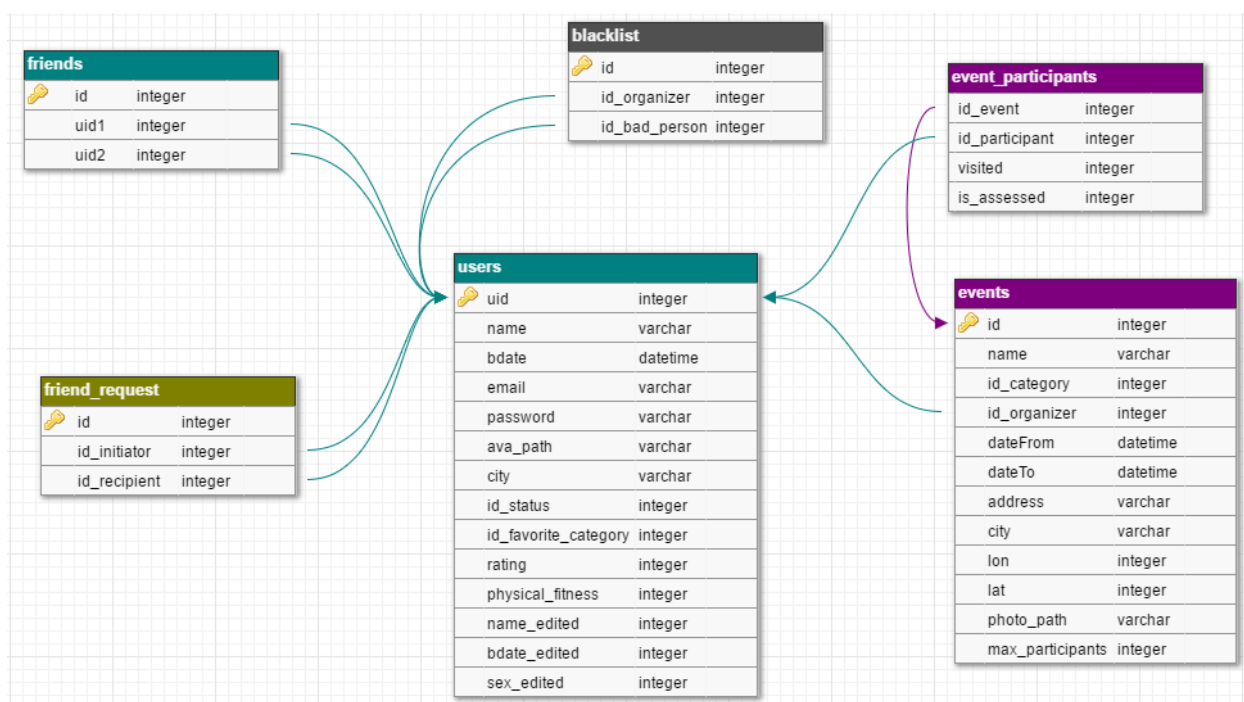 friends
id integer
uid1 integer
uid2 integer
blacklist
id integer
id_organizer integer
id_bad_person integer
event_participants
id_event integer
id_participant integer
visited integer
is_assessed integer
users
uid integer
name varchar
bdate datetime
email varchar
password varchar
ava_path varchar
city varchar
id_status integer
id_favorite_category integer
rating integer
physical_fitness integer
name_edited integer
bdate_edited integer
sex_edited integer
events
id integer
name varchar
id_category integer
id_organizer integer
dateFrom datetime
dateTo datetime
address varchar
city varchar
lon integer
lat integer
photo_path varchar
max_participants integer
friend_request
id integer
id_initiator integer
id_recipient integer